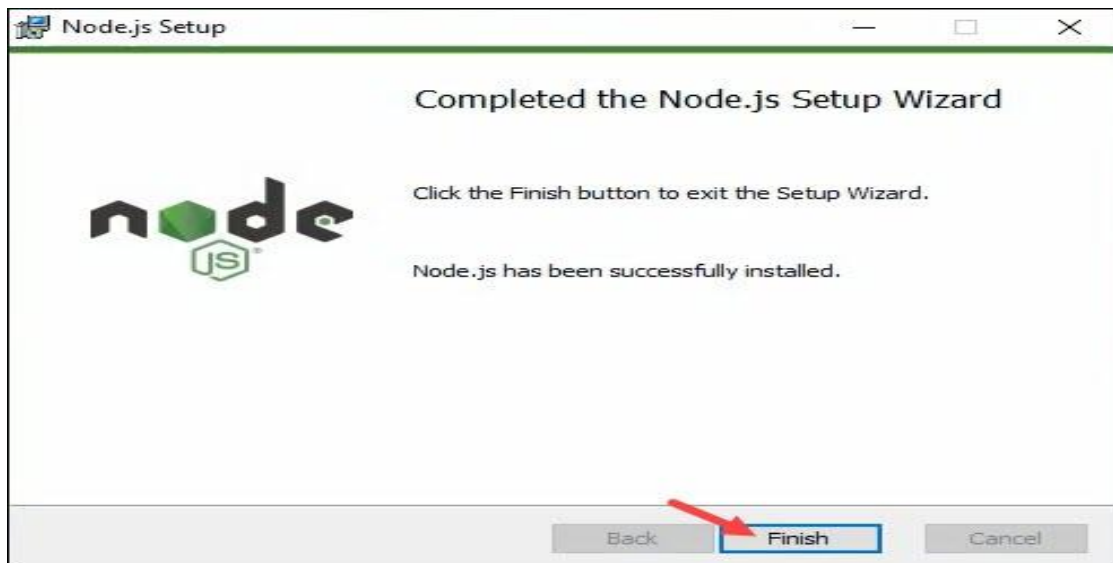 Node.js Setup
Completed the Node.js Setup Wizard
Click the Finish button to exit the Setup Wizard.
node
JS
Node.js has been successfully installed.
Back
Finish
Cancel